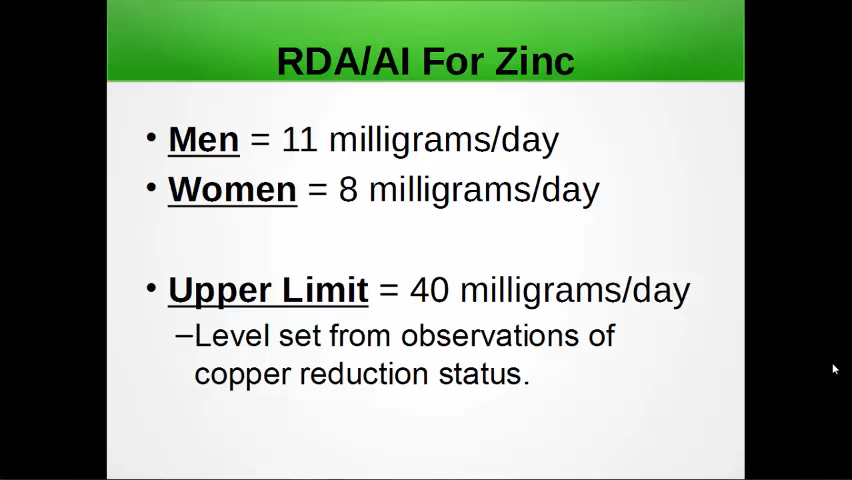 RDA/AI For Zinc
• Men = 11 milligrams/day
• Women = 8 milligrams/day
• Upper Limit = 40 milligrams/day
–Level set from observations of
copper reduction status.